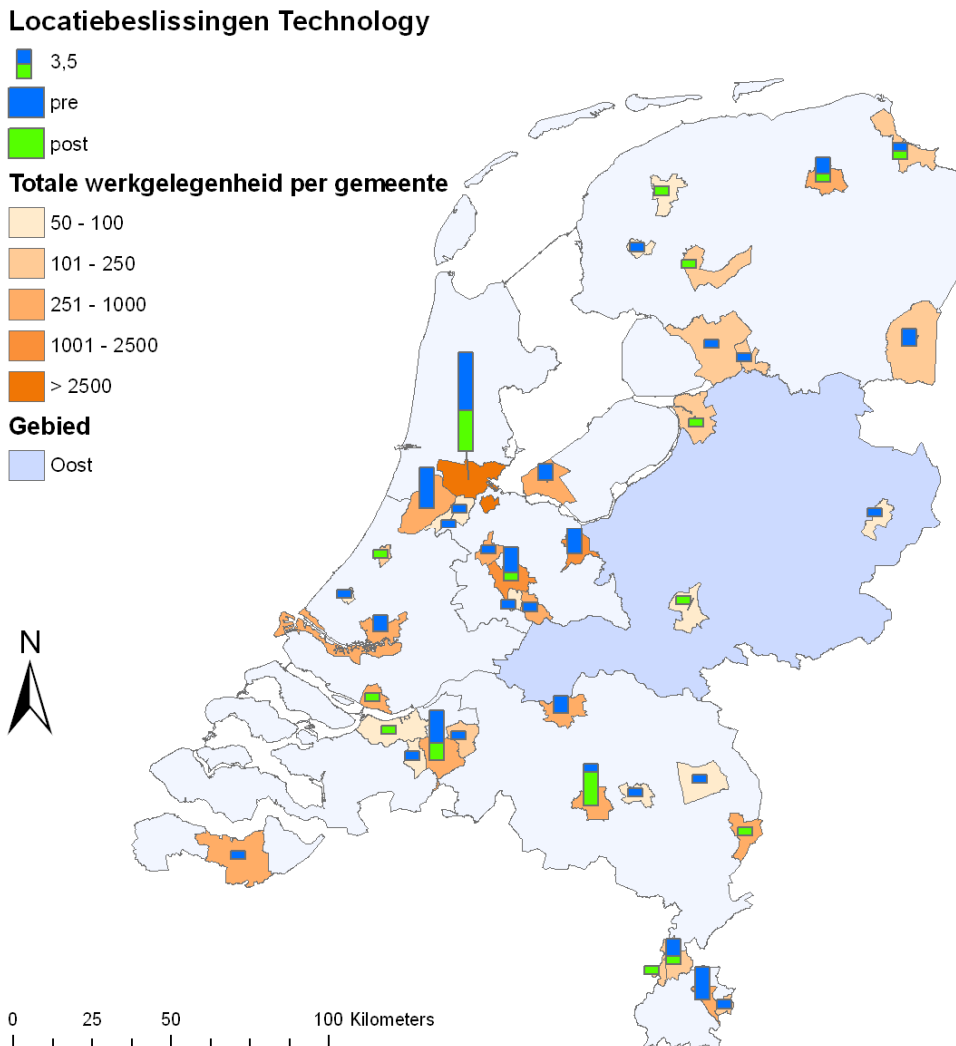 Locatiebeslissingen Technology
3,5
pre
post
Totale werkgelegenheid per gemeente
50 - 100
101 - 250
251 - 1000
1001 - 2500
> 2500
Gebied
Oost
N
0 25 50 100 Kilometers